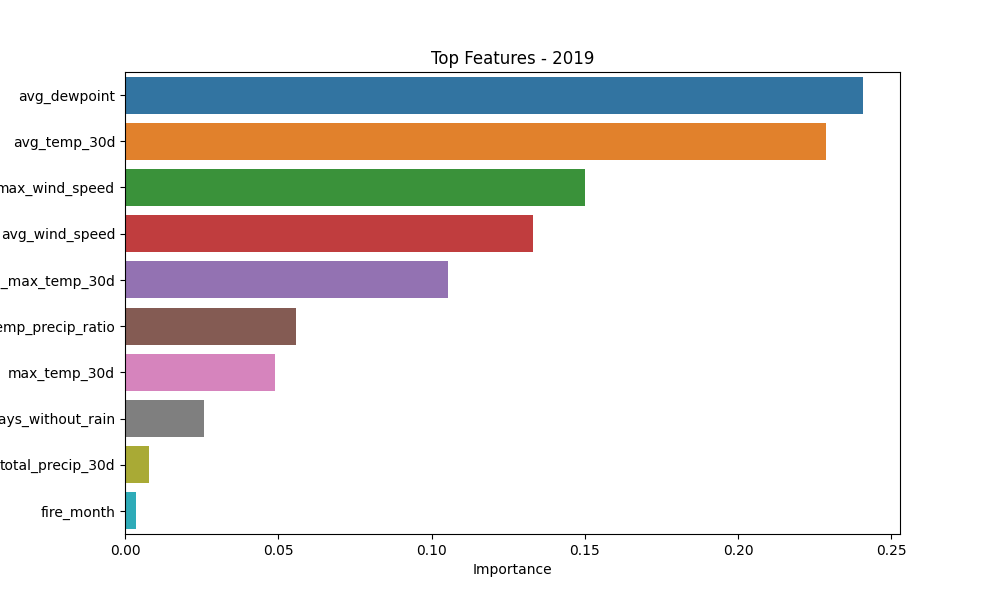 Top Features - 2019
avg_dewpoint
avg_temp_30d
max_wind_speed
avg_wind_speed
_max_temp_30d
emp_precip_ratio
max_temp_30d
ays_without_rain
total_precip_30d
fire_month
0.00 0.05 0.10 0.15 0.20 0.25
Importance